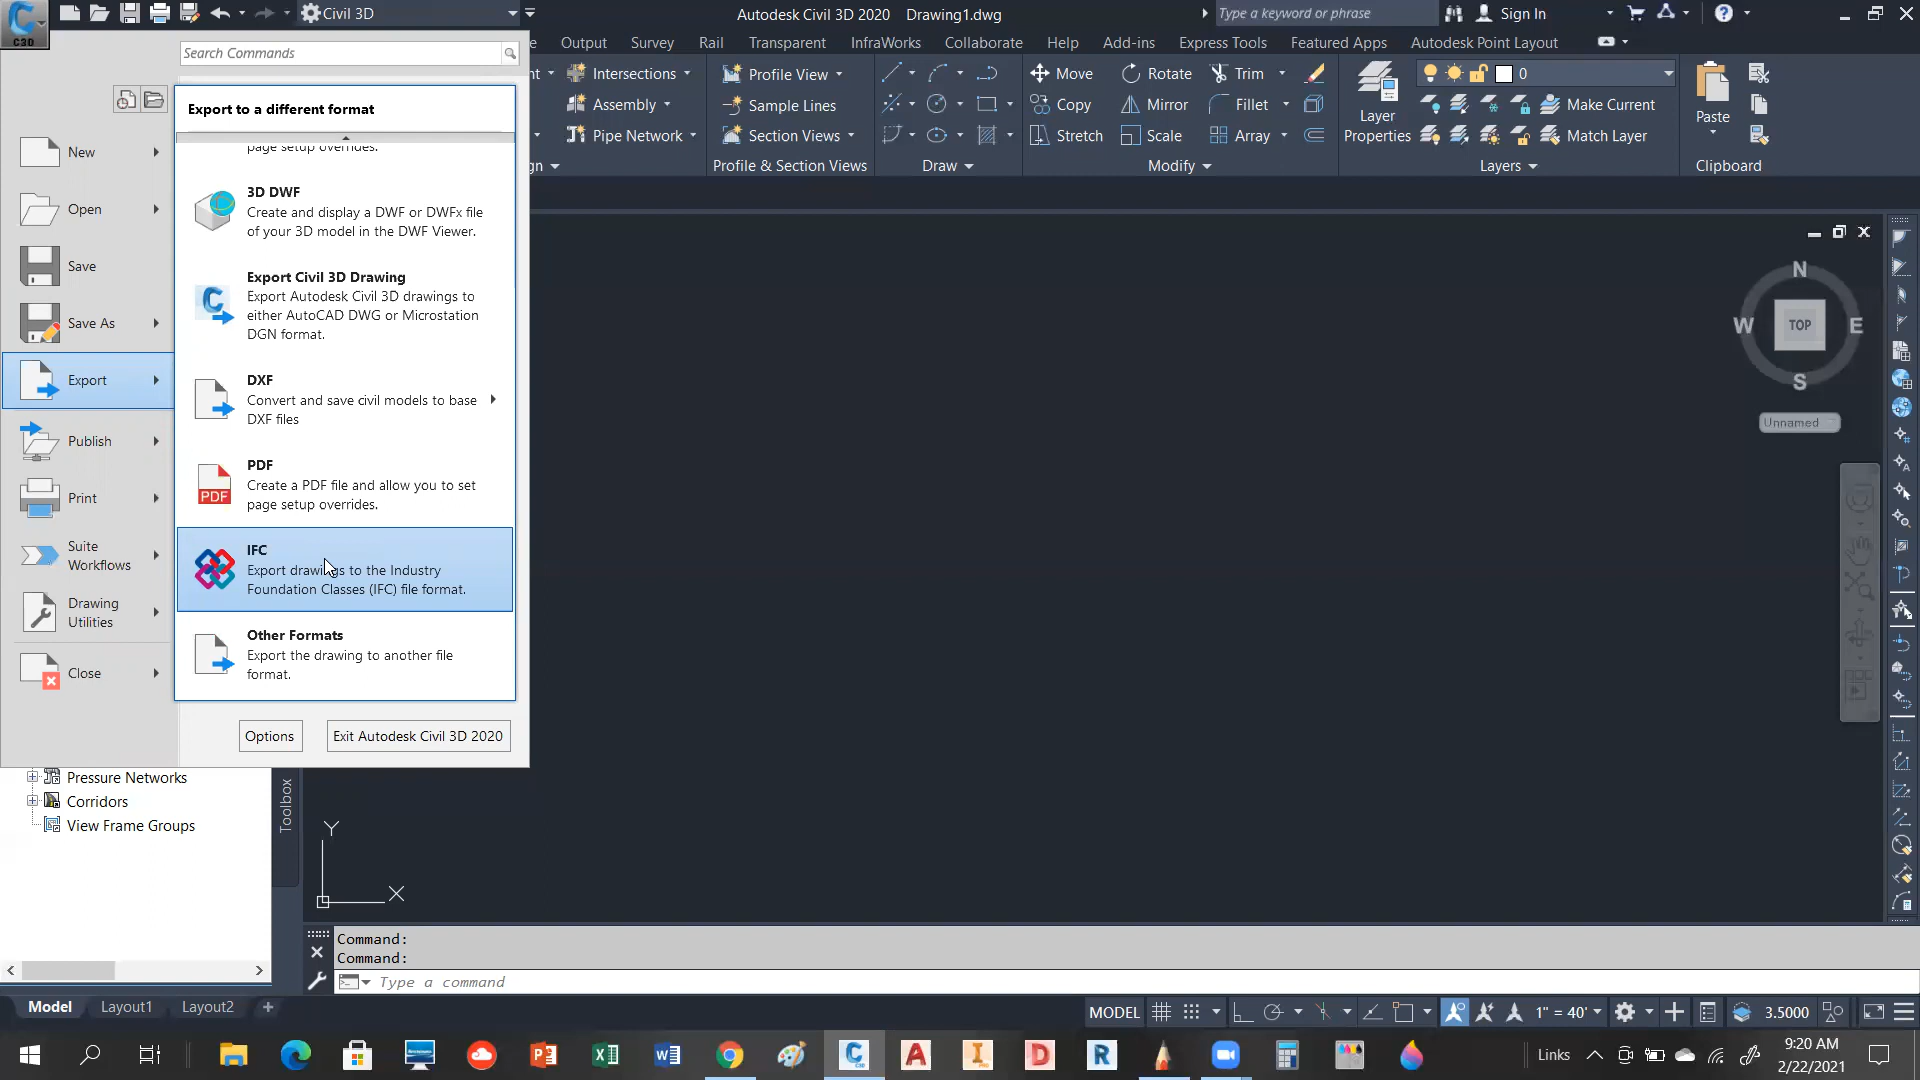 C3D
Civil 3D
Autodesk Civil 3D 2020 Drawing1.dwg
Type a keyword or phrase
Sign In
Search Commands
Output Survey Rail Transparent InfraWorks Collaborate Help Add-ins Express Tools Featured Apps Autodesk Point Layout
Intersections
Assembly
Pipe Network
Profile View
Sample Lines
Section Views
Profile & Section Views
Draw
Move Rotate Trim
Copy Mirror Fillet
Stretch Scale Array
Modify
Layer
Properties
0
Make Current
Match Layer
Layers
Paste
Clipboard
Export to a different format
page setup overrides.
3D DWF
Create and display a DWF or DWFx file
of your 3D model in the DWF Viewer.
Export Civil 3D Drawing
Export Autodesk Civil 3D drawings to
either AutoCAD DWG or Microstation
DGN format.
DXF
Convert and save civil models to base
DXF files
PDF
PDF
Create a PDF file and allow you to set
page setup overrides.
IFC
Export drawings to the Industry
Foundation Classes (IFC) file format.
Other Formats
Export the drawing to another file
format.
New
Open
Save
Save As
Export
Publish
Print
Suite
Workflows
Drawing
Utilities
Close
Options
Exit Autodesk Civil 3D 2020
N
W TOP E
S
Unnamed
Pressure Networks
Corridors
View Frame Groups
Toolbox
Y
X
Command:
Command:
Type a command
Model Layout1 Layout2 +
MODEL
1" = 40'
3.5000
Links
9:20 AM
2/22/2021